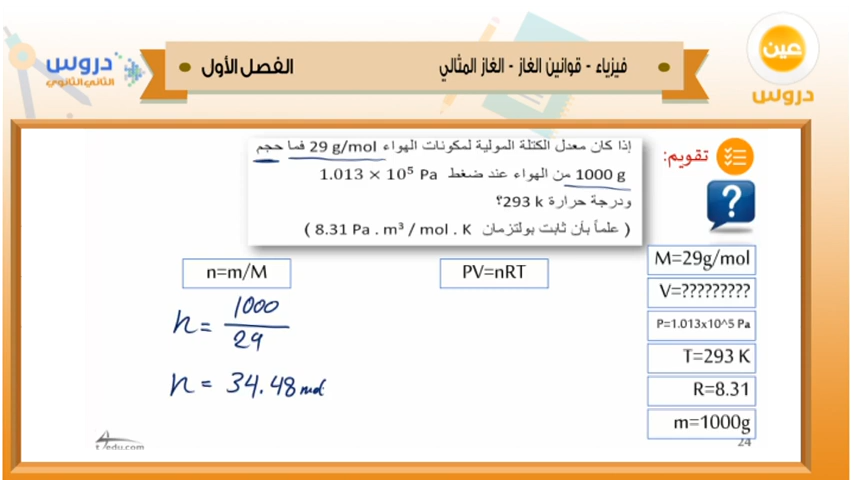 دروس
الثاني الثانوي
الفصل الأول
فيزياء - قوانين الغاز - الغاز المثالي
عين
دروس
تقويم:
إذا كان معدل الكتلة المولية لمكونات الهواء 29 g/mol فما حجم
1000 g من الهواء عند ضغط 1.013 × 10⁵ Pa
ودرجة حرارة 293 k؟
( علماً بآن ثابت بولتزمان 8.31 Pa . m³ / mol . K )
?
n=m/M
PV=nRT
M=29g/mol
V=?????????
P=1.013x10^5 Pa
T=293 K
R=8.31
m=1000g
n = 1000
29
n = 34.48 mol
24